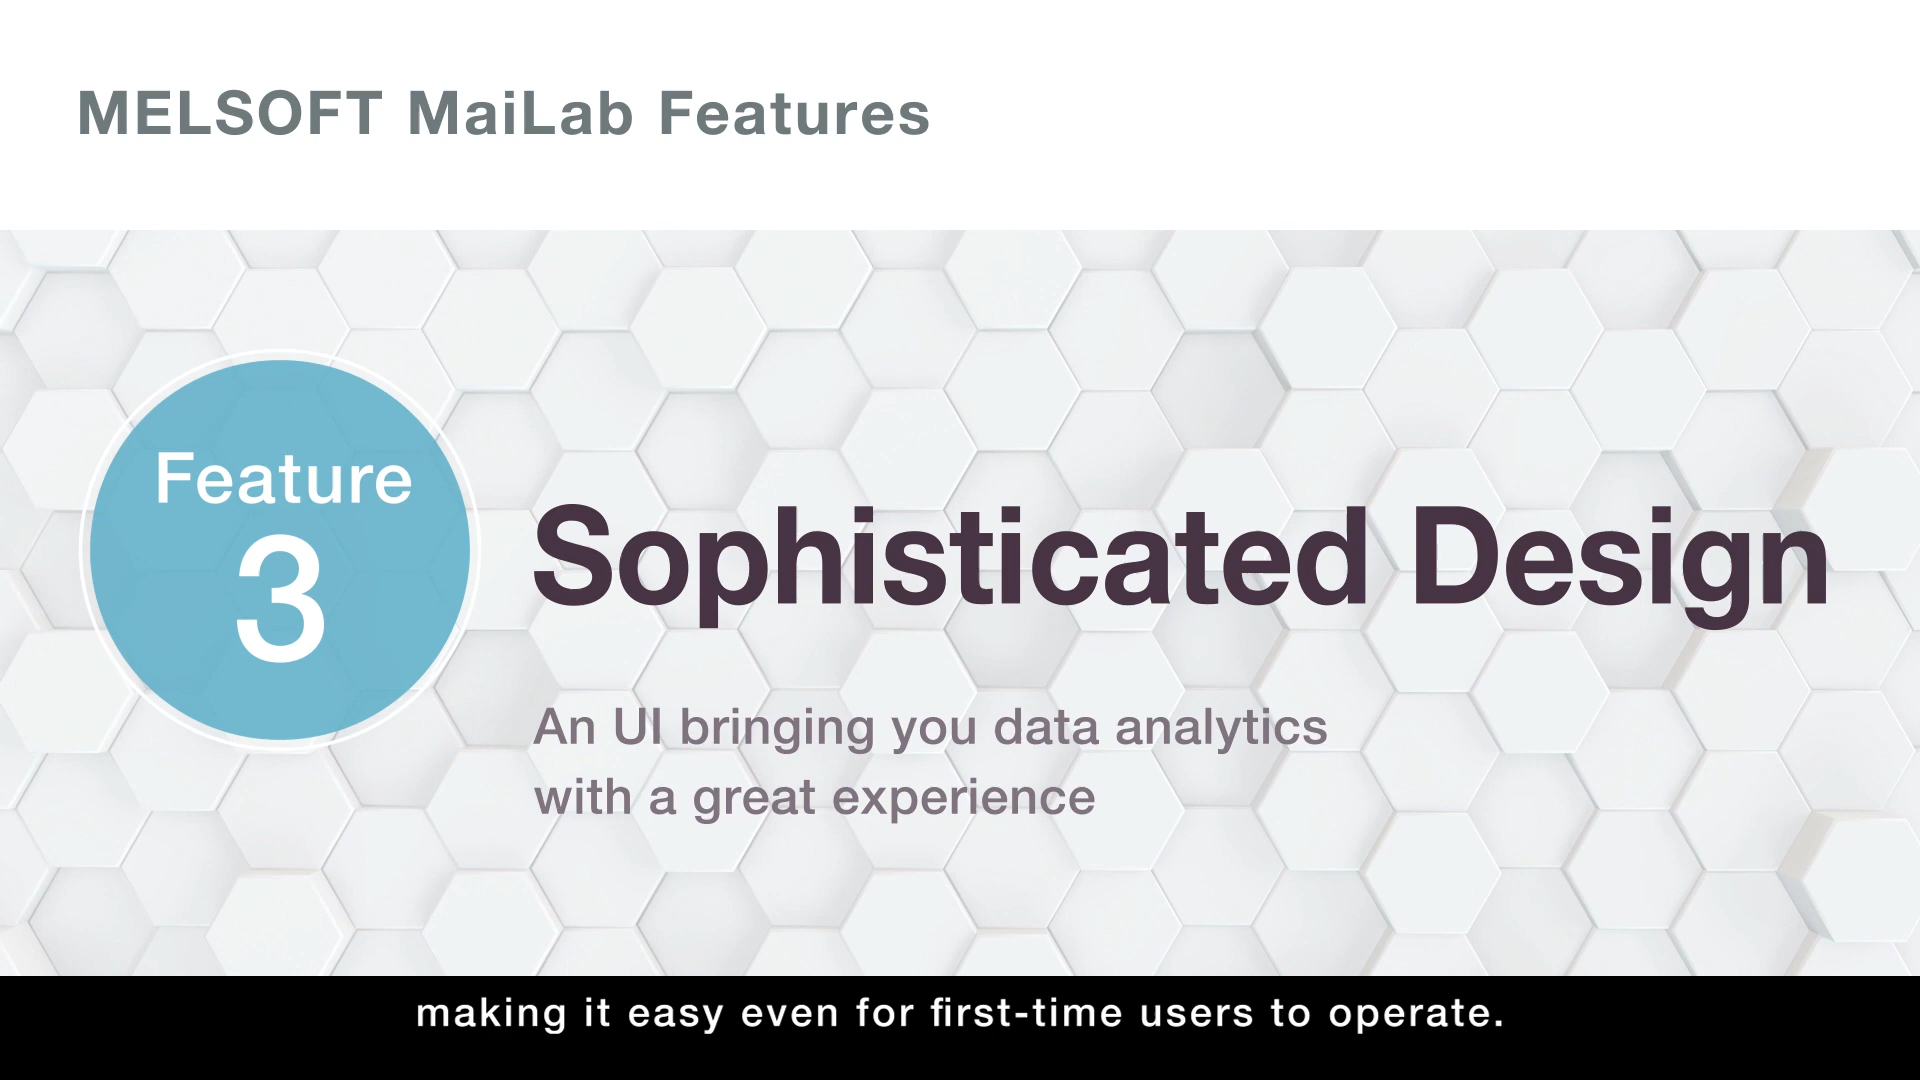 MELSOFT MaiLab Features
Feature
3
Sophisticated Design
An UI bringing you data analytics
with a great experience
making it easy even for first-time users to operate.